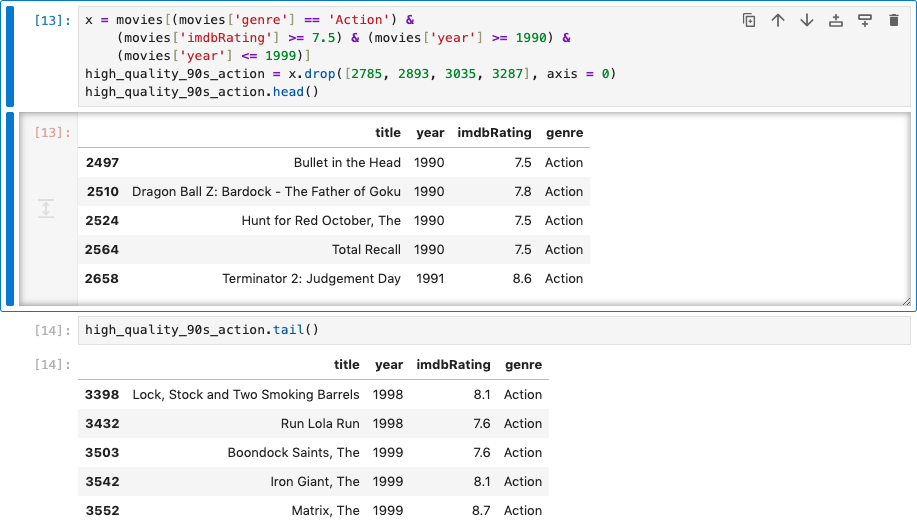 [13]: x = movies[(movies['genre'] == 'Action') &
(movies['imdbRating'] >= 7.5) & (movies['year'] >= 1990) &
(movies['year'] <= 1999)]
high_quality_90s_action = x.drop([2785, 2893, 3035, 3287], axis = 0)
high_quality_90s_action.head()
[13]: title year imdbRating genre
2497 Bullet in the Head 1990 7.5 Action
2510 Dragon Ball Z: Bardock - The Father of Goku 1990 7.8 Action
2524 Hunt for Red October, The 1990 7.5 Action
2564 Total Recall 1990 7.5 Action
2658 Terminator 2: Judgement Day 1991 8.6 Action
[14]: high_quality_90s_action.tail()
[14]: title year imdbRating genre
3398 Lock, Stock and Two Smoking Barrels 1998 8.1 Action
3432 Run Lola Run 1998 7.6 Action
3503 Boondock Saints, The 1999 7.6 Action
3542 Iron Giant, The 1999 8.1 Action
3552 Matrix, The 1999 8.7 Action